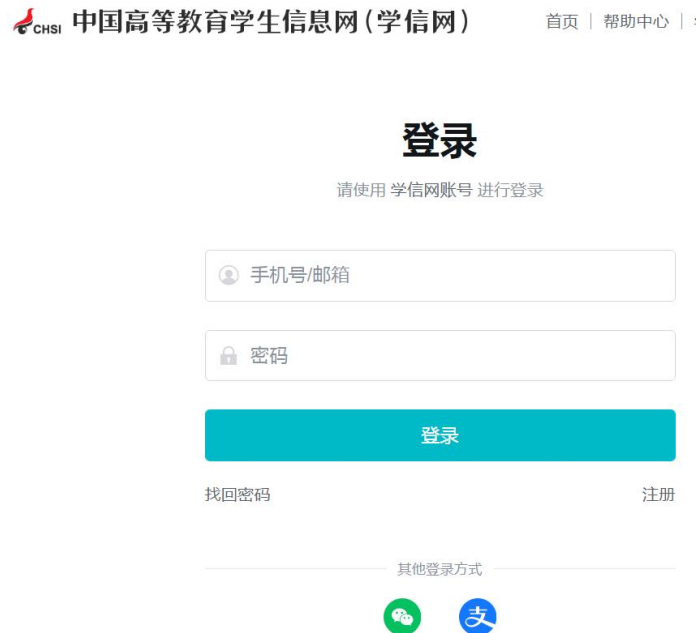 CHSI 中国高等教育学生信息网(学信网) 首页 | 帮助中心 |
登录
请使用 学信网账号 进行登录
手机号/邮箱
密码
登录
找回密码 注册
其他登录方式
支